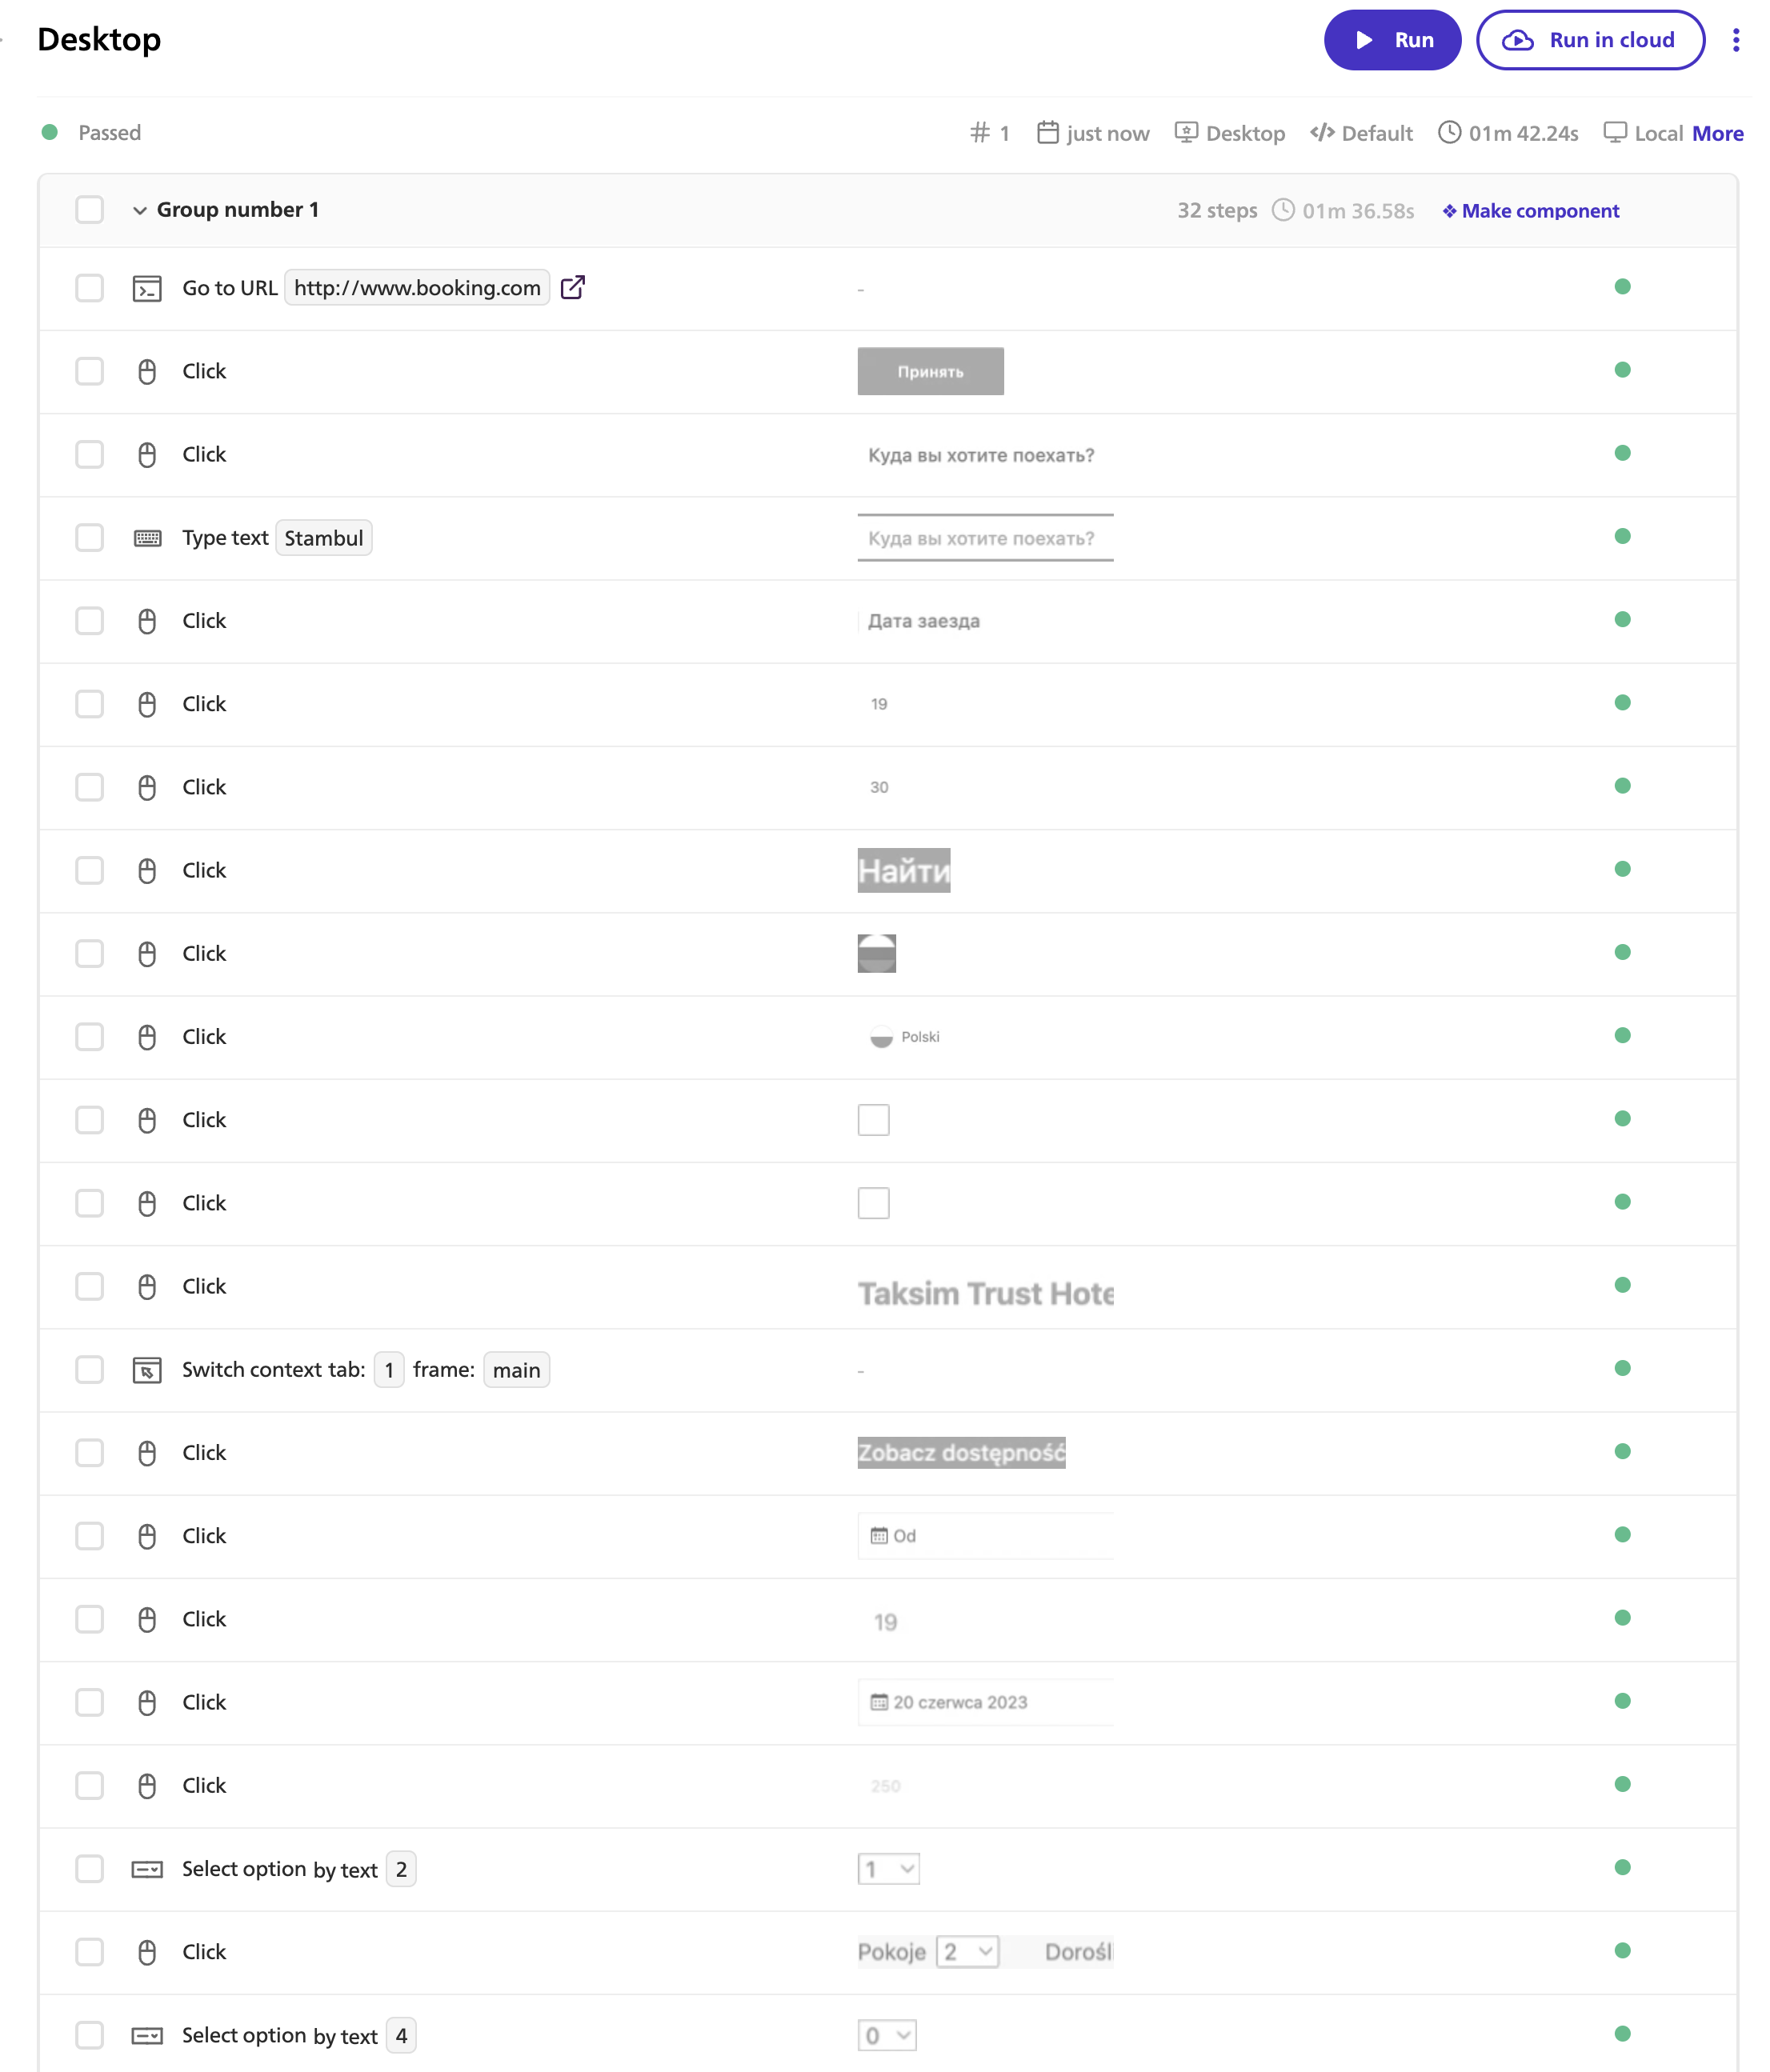 Desktop
Run
Run in cloud
Passed
# 1 just now Desktop </> Default 01m 42.24s Local More
Group number 1
32 steps 01m 36.58s Make component
Go to URL http://www.booking.com -
Click Принять
Click Куда вы хотите поехать?
Type text Stambul Куда вы хотите поехать?
Click Дата заезда
Click 19
Click 30
Click Найти
Click
Click Polski
Click
Click
Click Taksim Trust Hote
Switch context tab: 1 frame: main -
Click Zobacz dostępność
Click Od
Click 19
Click 20 czerwca 2023
Click 250
Select option by text 2 1
Click Pokoje 2 Dorośl
Select option by text 4 0